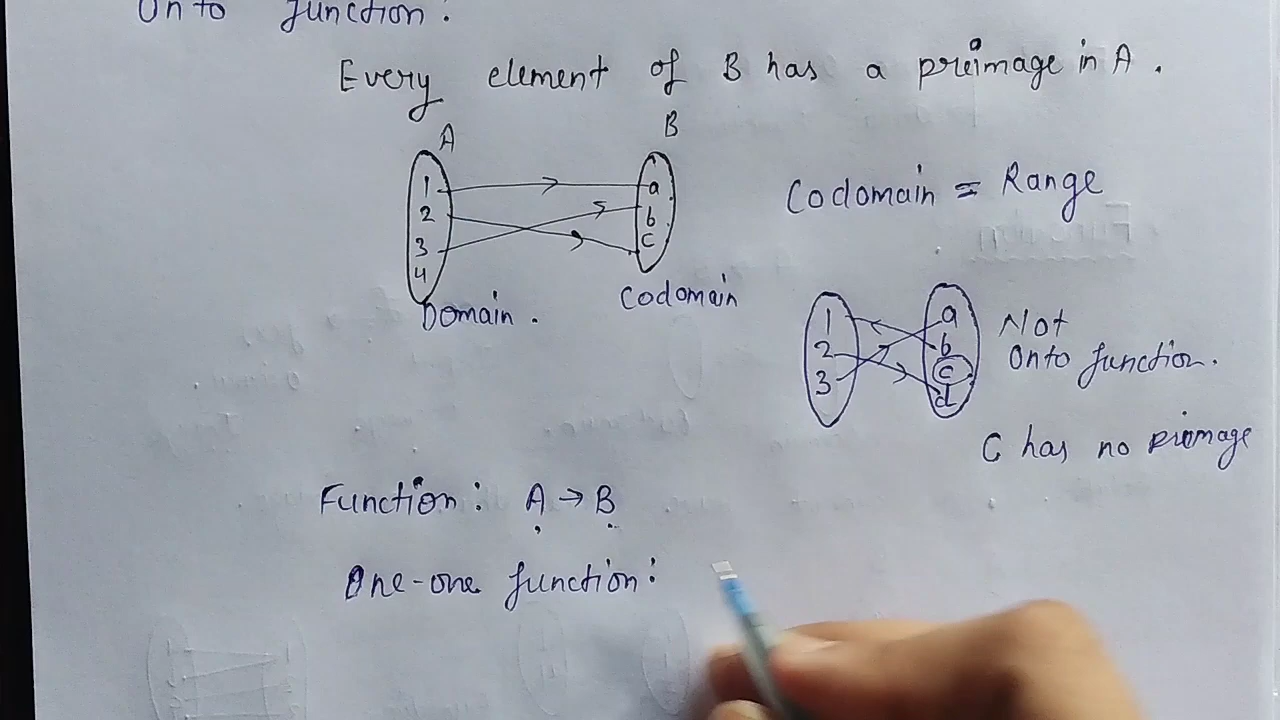 Onto function:
Every element of B has a preimage in A.
A
B
1
2
3
4
a
b
c
Domain.
Codomain
Codomain = Range
1
2
3
a
b
c
d
Not
Onto function.
C has no
Function: A → B
One-one function: